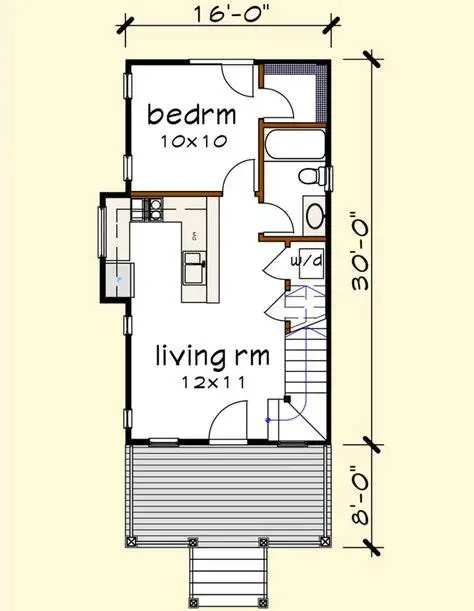 16'-0"
bedrm
10x10
w/d
30'-0"
living rm
12x11
8'-0"